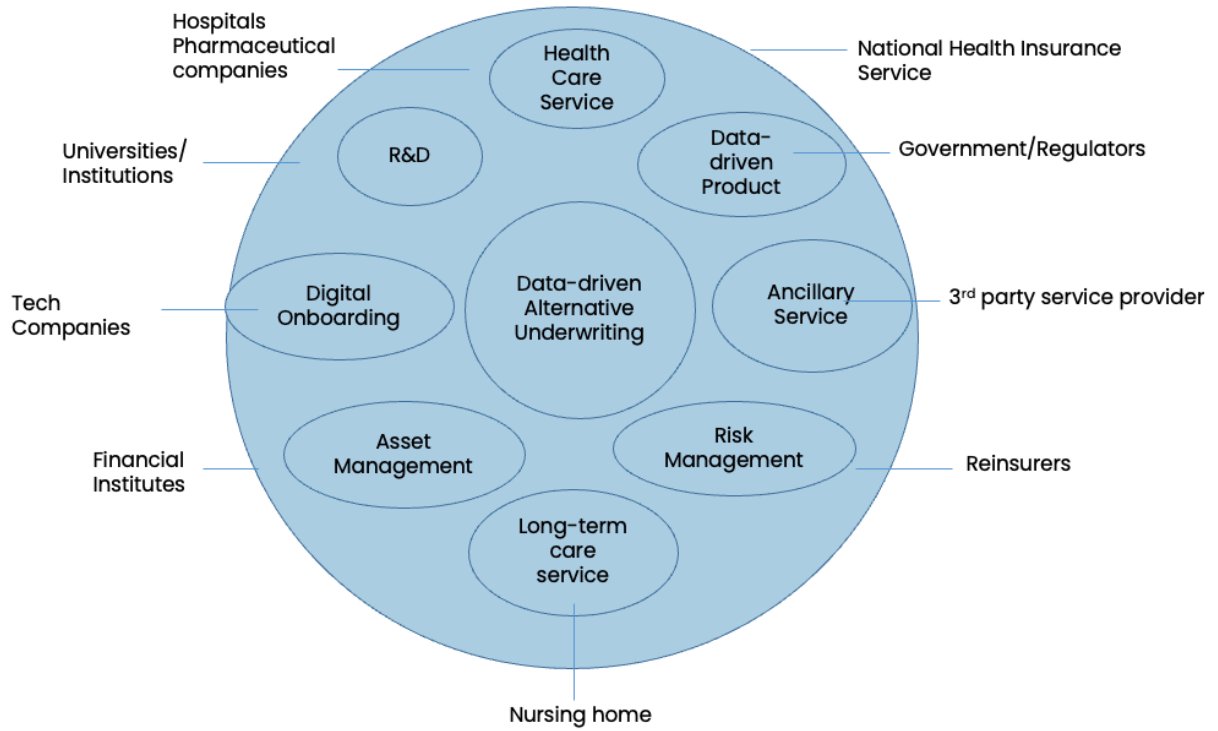 Hospitals
Pharmaceutical
companies
Health
Care
Service
National Health Insurance
Service
Universities/
Institutions
R&D
Data-
driven
Product
Government/Regulators
Tech
Companies
Digital
Onboarding
Data-driven
Alternative
Underwriting
Ancillary
Service
3rd party service provider
Financial
Institutes
Asset
Management
Risk
Management
Reinsurers
Long-term
care
service
Nursing home